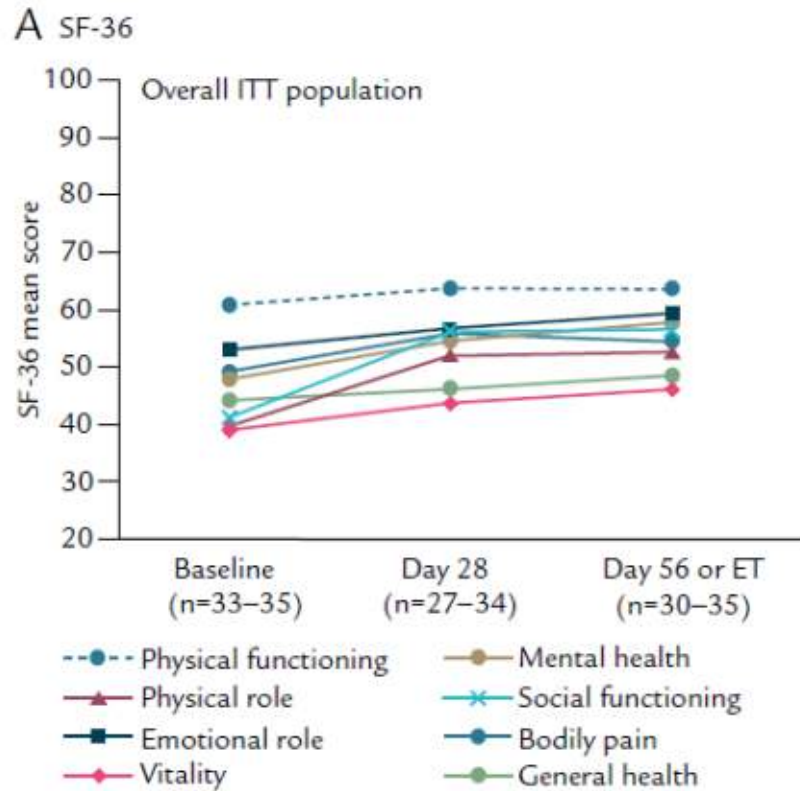 A SF-36
Overall ITT population
100
90
80
70
60
50
40
30
20
SF-36 mean score
Baseline Day 28 Day 56 or ET
(n=33–35) (n=27–34) (n=30–35)
Physical functioning Mental health
Physical role Social functioning
Emotional role Bodily pain
Vitality General health